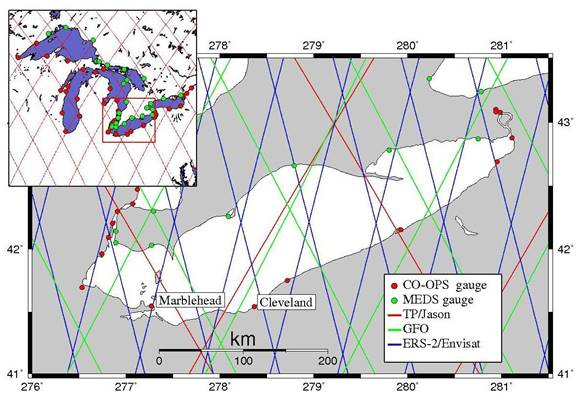 278° 279° 280° 281°
43°
42°
Marblehead
Cleveland
CO-OPS gauge
MEDS gauge
TP/Jason
GFO
ERS-2/Envisat
km
0 100 200
41° 41°
276° 277° 278° 279° 280° 281°
43°
42°